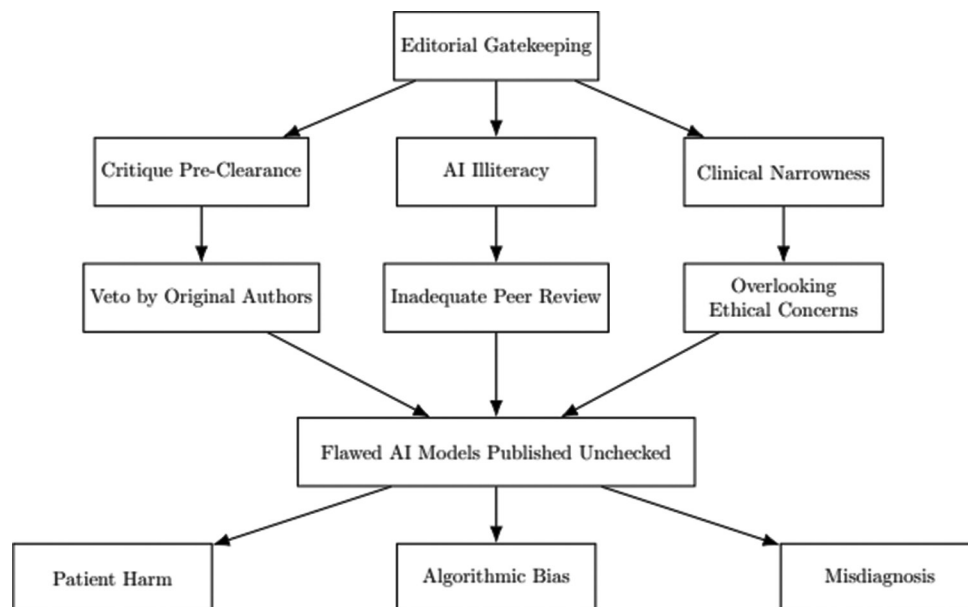 Editorial Gatekeeping
Critique Pre-Clearance
AI Illiteracy
Clinical Narrowness
Veto by Original Authors
Inadequate Peer Review
Overlooking
Ethical Concerns
Flawed AI Models Published Unchecked
Patient Harm
Algorithmic Bias
Misdiagnosis